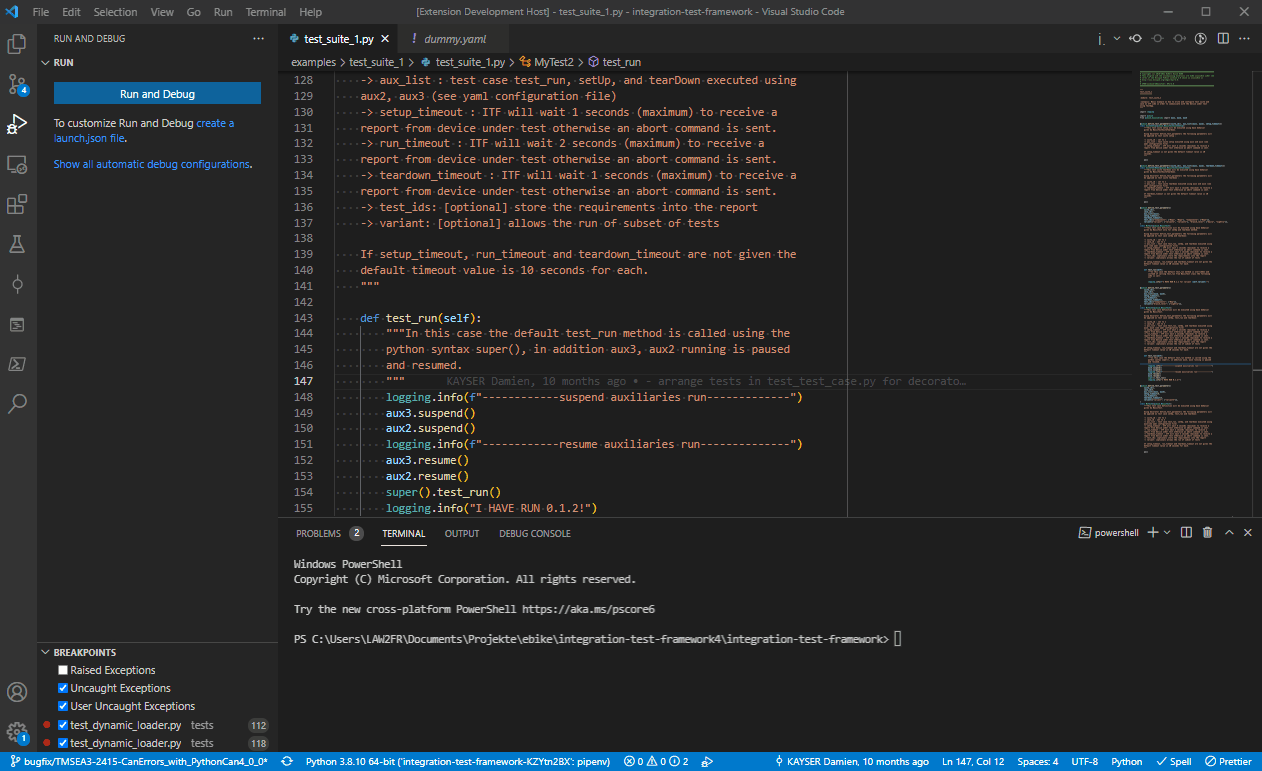 File Edit Selection View Go Run Terminal Help [Extension Development Host] - test_suite_1.py - integration-test-framework - Visual Studio Code
RUN AND DEBUG
RUN
Run and Debug
To customize Run and Debug create a
launch.json file.
Show all automatic debug configurations.
4
1
BREAKPOINTS
Raised Exceptions
Uncaught Exceptions
User Uncaught Exceptions
test_dynamic_loader.py tests 112
test_dynamic_loader.py tests 118
test_suite_1.py dummy.yaml
examples > test_suite_1 > test_suite_1.py > MyTest2 > test_run
128 -> aux_list : test case test_run, setUp, and tearDown executed using
129 aux2, aux3 (see yaml configuration file)
130 -> setup_timeout : ITF will wait 1 seconds (maximum) to receive a
131 report from device under test otherwise an abort command is sent.
132 -> run_timeout : ITF will wait 2 seconds (maximum) to receive a
133 report from device under test otherwise an abort command is sent.
134 -> teardown_timeout : ITF will wait 1 seconds (maximum) to receive a
135 report from device under test otherwise an abort command is sent.
136 -> test_ids: [optional] store the requirements into the report
137 -> variant: [optional] allows the run of subset of tests
138
139 If setup_timeout, run_timeout and teardown_timeout are not given the
140 default timeout value is 10 seconds for each.
141 """
142
143 def test_run(self):
144 """In this case the default test_run method is called using the
145 python syntax super(), in addition aux3, aux2 running is paused
146 and resumed.
147 """ KAYSER Damien, 10 months ago • - arrange tests in test_test_case.py for decorato…
148 logging.info(f"------------suspend auxiliaries run-------------")
149 aux3.suspend()
150 aux2.suspend()
151 logging.info(f"------------resume auxiliaries run--------------")
152 aux3.resume()
153 aux2.resume()
154 super().test_run()
155 logging.info("I HAVE RUN 0.1.2!")
PROBLEMS 2 TERMINAL OUTPUT DEBUG CONSOLE powershell
Windows PowerShell
Copyright (C) Microsoft Corporation. All rights reserved.
Try the new cross-platform PowerShell https://aka.ms/pscore6
PS C:\Users\LAW2FR\Documents\Projekte\ebike\integration-test-framework4\integration-test-framework>
bugfix/TMSEA3-2415-CanErrors_with_PythonCan4_0_0* Python 3.8.10 64-bit ('integration-test-framework-KZYtn2BX': pipenv) 0 0 2 KAYSER Damien, 10 months ago Ln 147, Col 12 Spaces: 4 UTF-8 Python Spell Prettier